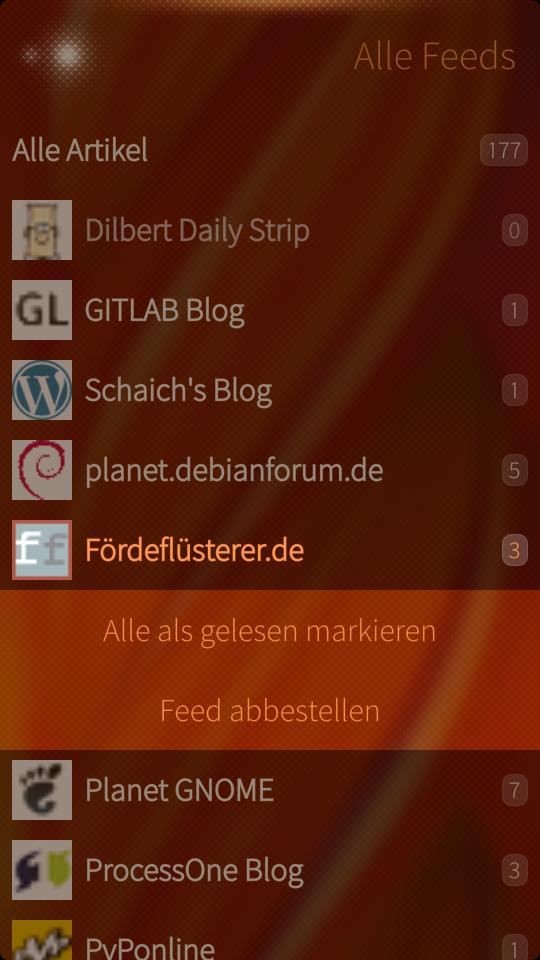 Alle Feeds
Alle Artikel 177
Dilbert Daily Strip 0
GL GITLAB Blog 1
W Schaich's Blog 1
planet.debianforum.de 5
ff Fördeflüsterer.de 3
Alle als gelesen markieren
Feed abbestellen
Planet GNOME 7
ProcessOne Blog 3
PyPonline 1